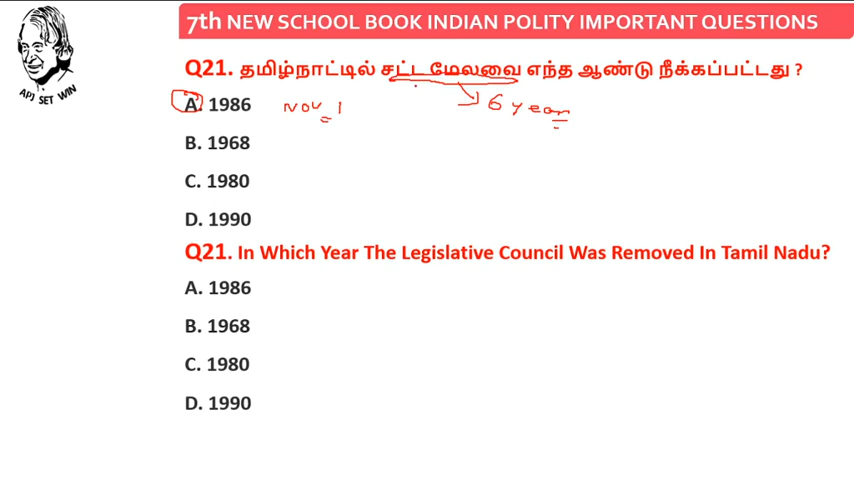 7th NEW SCHOOL BOOK INDIAN POLITY IMPORTANT QUESTIONS
APJ SET WIN
Q21. தமிழ்நாட்டில் சட்ட மேலவை எந்த ஆண்டு நீக்கப்பட்டது ?
A. 1986 Nov 1 6 year
B. 1968
C. 1980
D. 1990
Q21. In Which Year The Legislative Council Was Removed In Tamil Nadu?
A. 1986
B. 1968
C. 1980
D. 1990